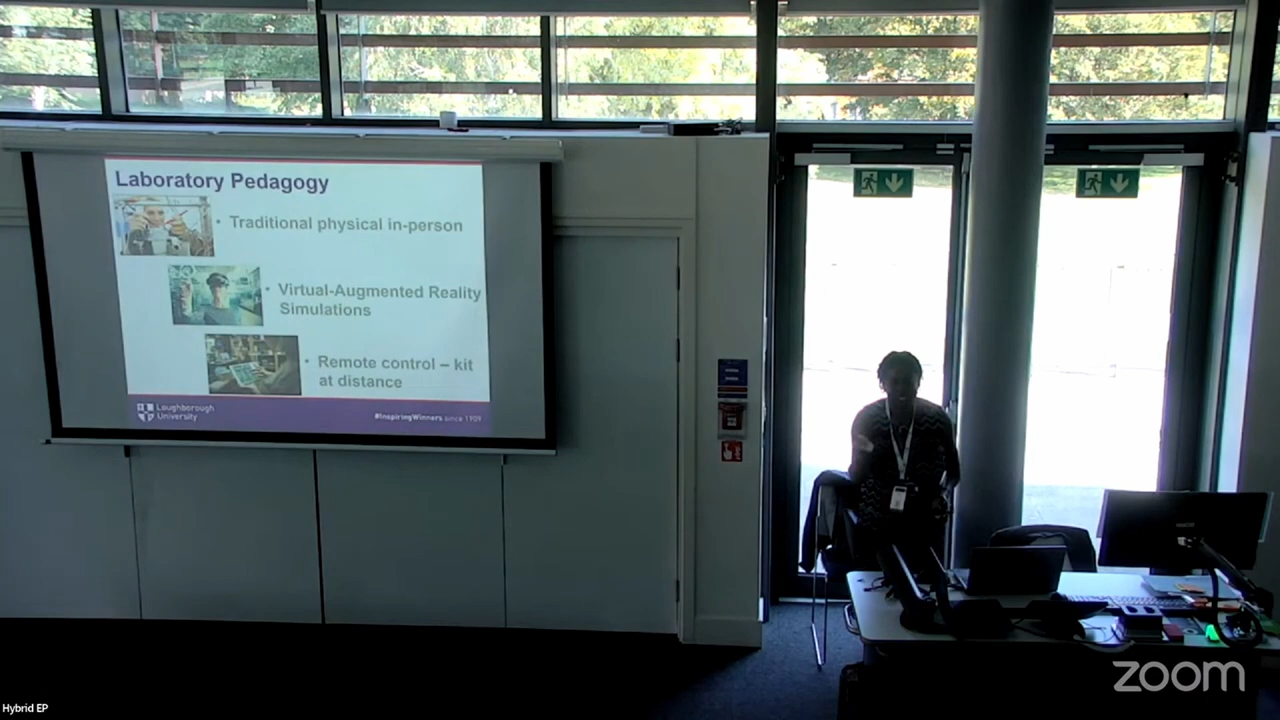 Laboratory Pedagogy
• Traditional physical in-person
• Virtual-Augmented Reality
Simulations
• Remote control – kit
at distance
Loughborough
University
#InspiringWinners since 1909
zoom
Hybrid EP